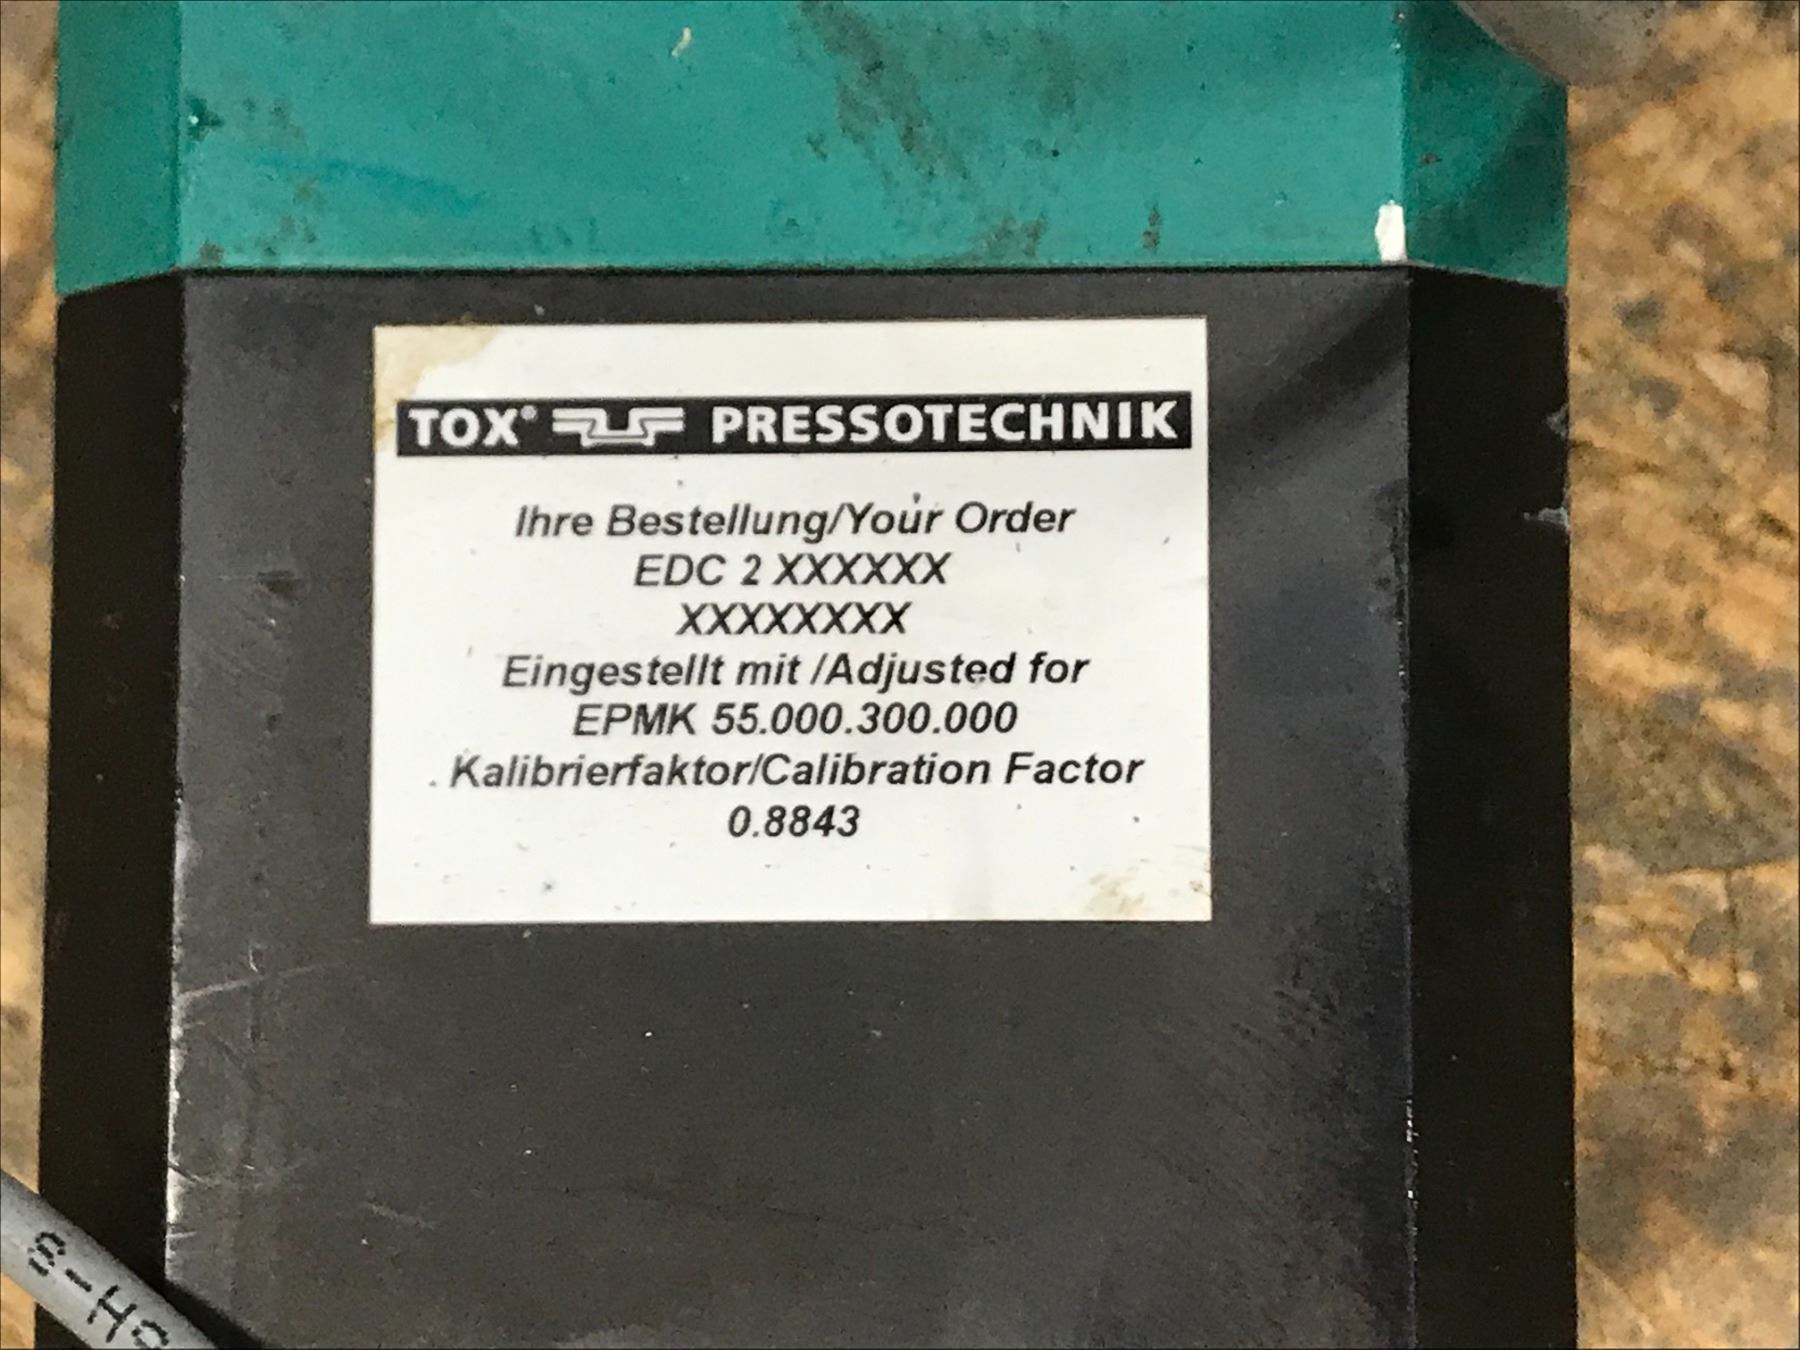 TOX® PRESSOTECHNIK
Ihre Bestellung/Your Order
EDC 2 XXXXXX
XXXXXXXX
Eingestellt mit /Adjusted for
EPMK 55.000.300.000
Kalibrierfaktor/Calibration Factor
0.8843